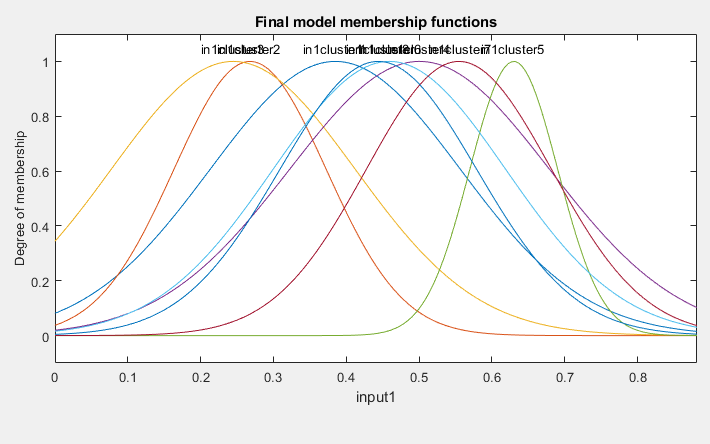 Final model membership functions
in1cluster2
in1cluster5
1
0.8
0.6
0.4
0.2
0
Degree of membership
0 0.1 0.2 0.3 0.4 0.5 0.6 0.7 0.8
input1